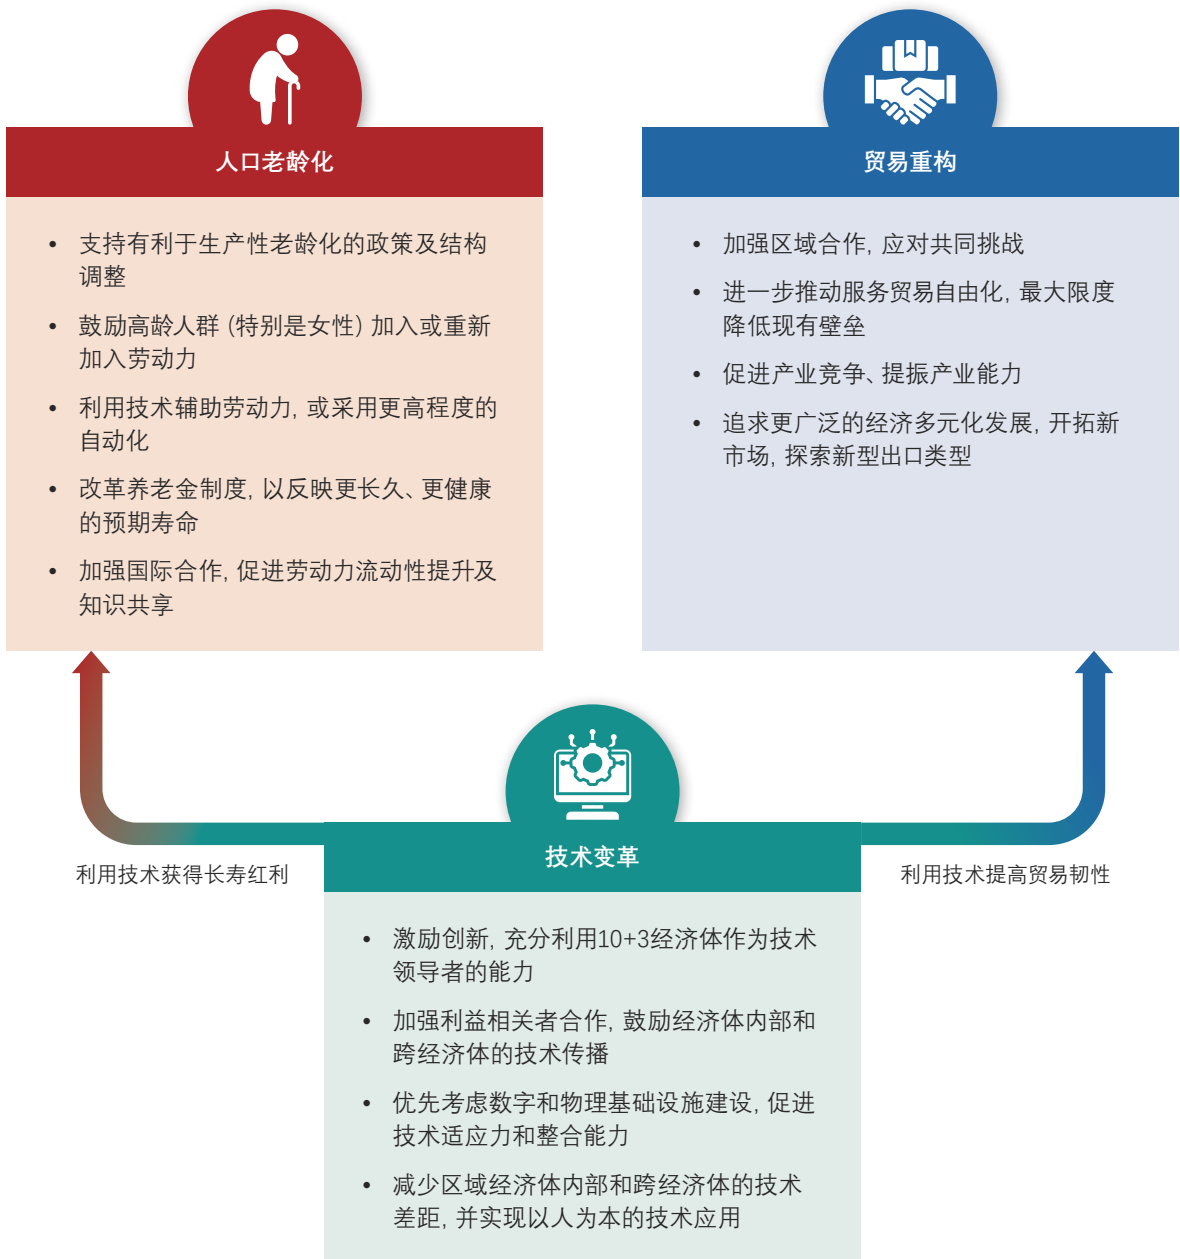 人口老龄化
• 支持有利于生产性老龄化的政策及结构
调整
• 鼓励高龄人群 (特别是女性) 加入或重新
加入劳动力
• 利用技术辅助劳动力, 或采用更高程度的
自动化
• 改革养老金制度, 以反映更长久、更健康
的预期寿命
• 加强国际合作, 促进劳动力流动性提升及
知识共享
贸易重构
• 加强区域合作, 应对共同挑战
• 进一步推动服务贸易自由化, 最大限度
降低现有壁垒
• 促进产业竞争、提振产业能力
• 追求更广泛的经济多元化发展, 开拓新
市场, 探索新型出口类型
利用技术获得长寿红利
技术变革
利用技术提高贸易韧性
• 激励创新, 充分利用10+3经济体作为技术
领导者的能力
• 加强利益相关者合作, 鼓励经济体内部和
跨经济体的技术传播
• 优先考虑数字和物理基础设施建设, 促进
技术适应力和整合能力
• 减少区域经济体内部和跨经济体的技术
差距, 并实现以人为本的技术应用